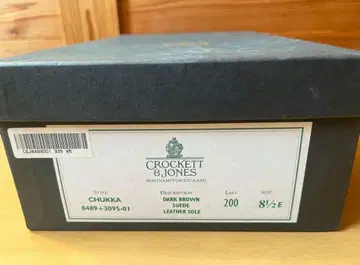 CROCKETT
& JONES
NORTHAMPTON ENGLAND
STYLE DESCRIPTION LAST SIZE
CHUKKA DARK BROWN 200 8½ E
8489+3095-01 SUEDE
LEATHER SOLE